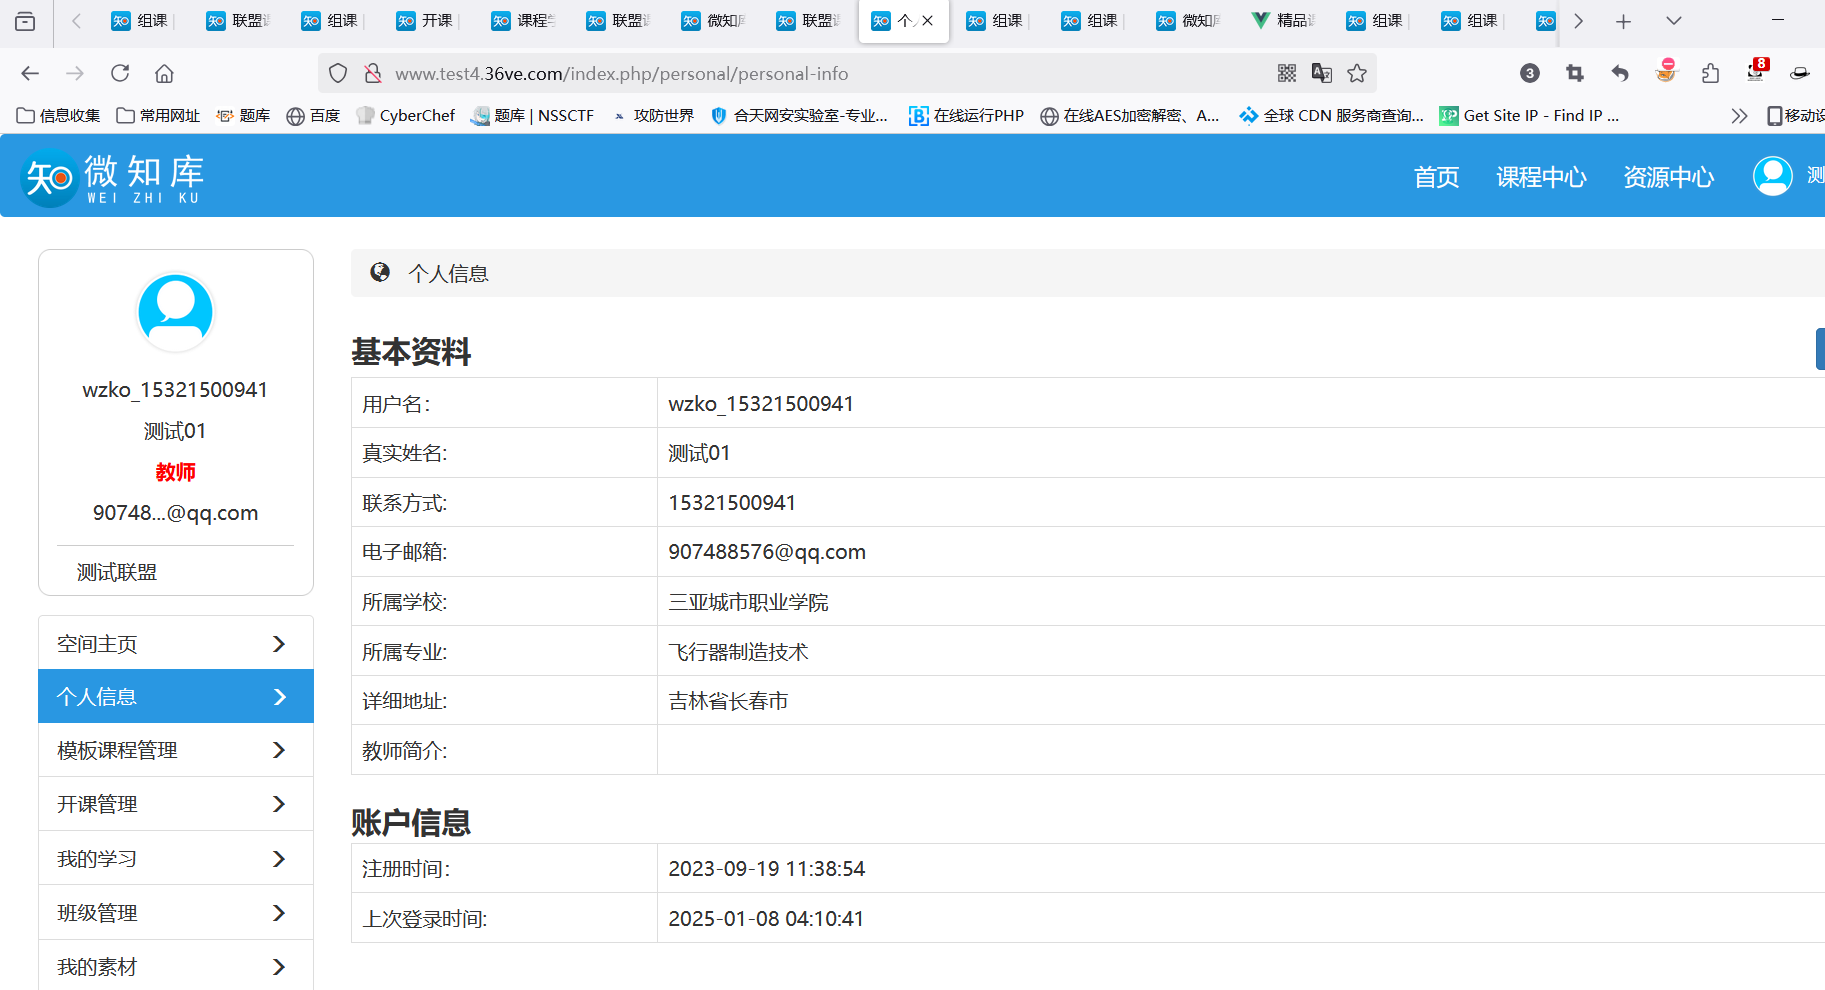 组课
联盟
组课
开课
课程
联盟
微知
联盟
个
组课
组课
微知
精品
组课
组课
www.test4.36ve.com/index.php/personal/personal-info
3
8
信息收集
常用网址
题库
百度
CyberChef
题库 | NSSCTF
攻防世界
合天网安实验室-专业...
在线运行PHP
在线AES加密解密、A...
全球 CDN 服务商查询...
Get Site IP - Find IP ...
移动设
知
微知库
WEI ZHI KU
首页
课程中心
资源中心
测
wzko_15321500941
测试01
教师
90748...@qq.com
测试联盟
空间主页
个人信息
模板课程管理
开课管理
我的学习
班级管理
我的素材
个人信息
基本资料
用户名： wzko_15321500941
真实姓名: 测试01
联系方式: 15321500941
电子邮箱: 907488576@qq.com
所属学校: 三亚城市职业学院
所属专业: 飞行器制造技术
详细地址: 吉林省长春市
教师简介:
账户信息
注册时间： 2023-09-19 11:38:54
上次登录时间: 2025-01-08 04:10:41